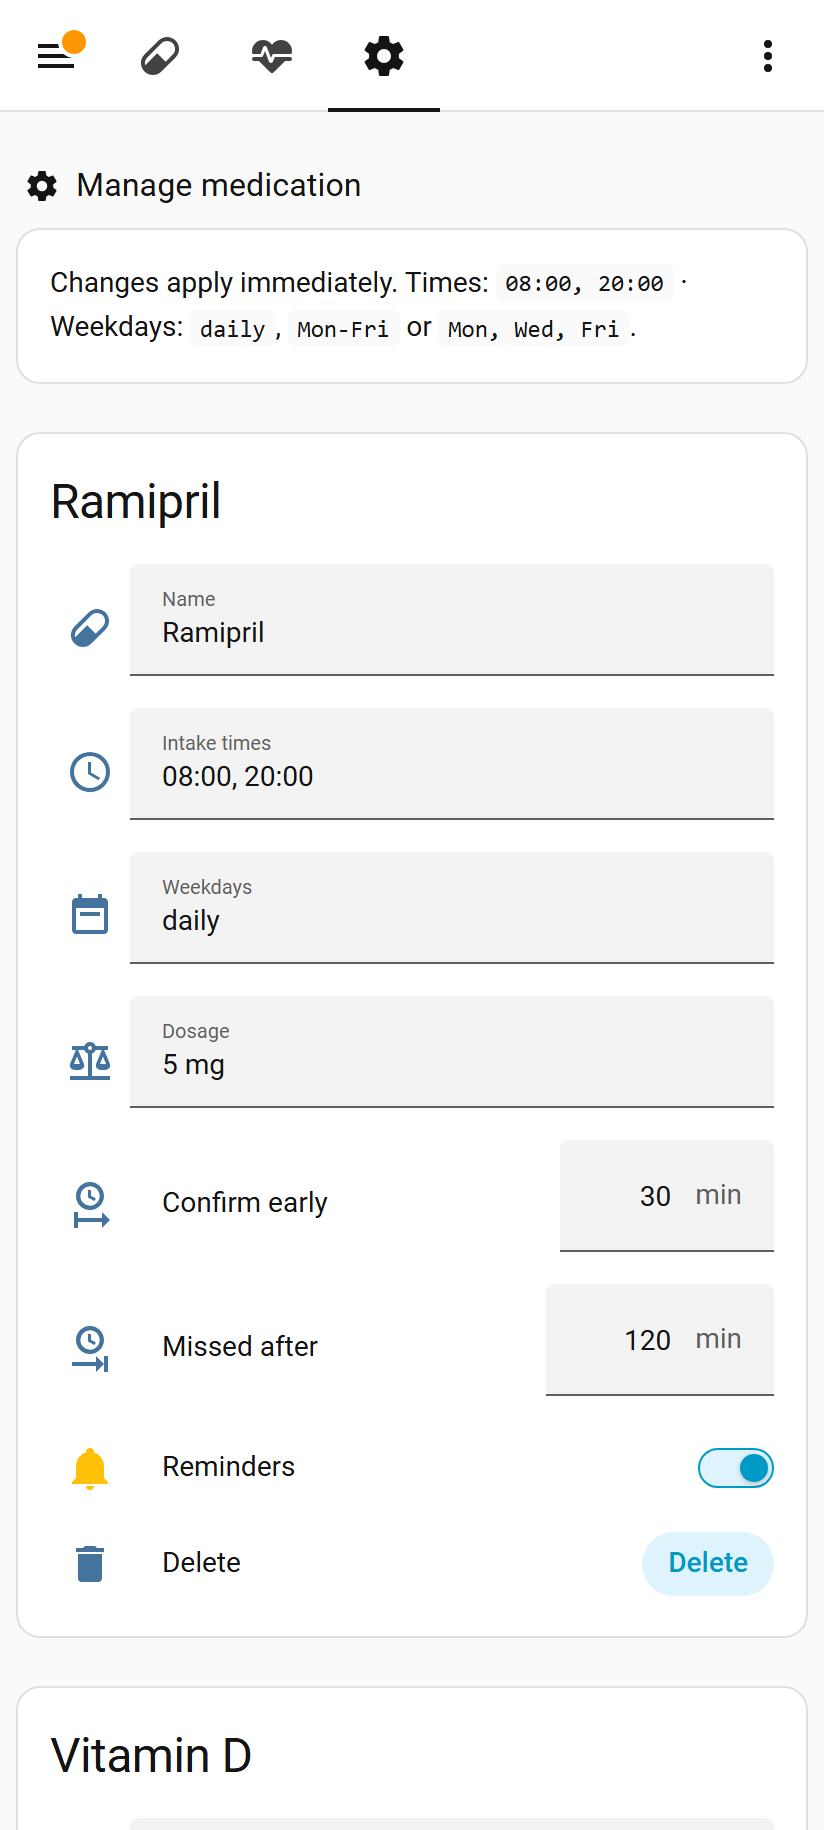 Manage medication
Changes apply immediately. Times: 08:00, 20:00 ·
Weekdays: daily, Mon-Fri or Mon, Wed, Fri.
Ramipril
Name
Ramipril
Intake times
08:00, 20:00
Weekdays
daily
Dosage
5 mg
Confirm early 30 min
Missed after 120 min
Reminders
Delete Delete
Vitamin D